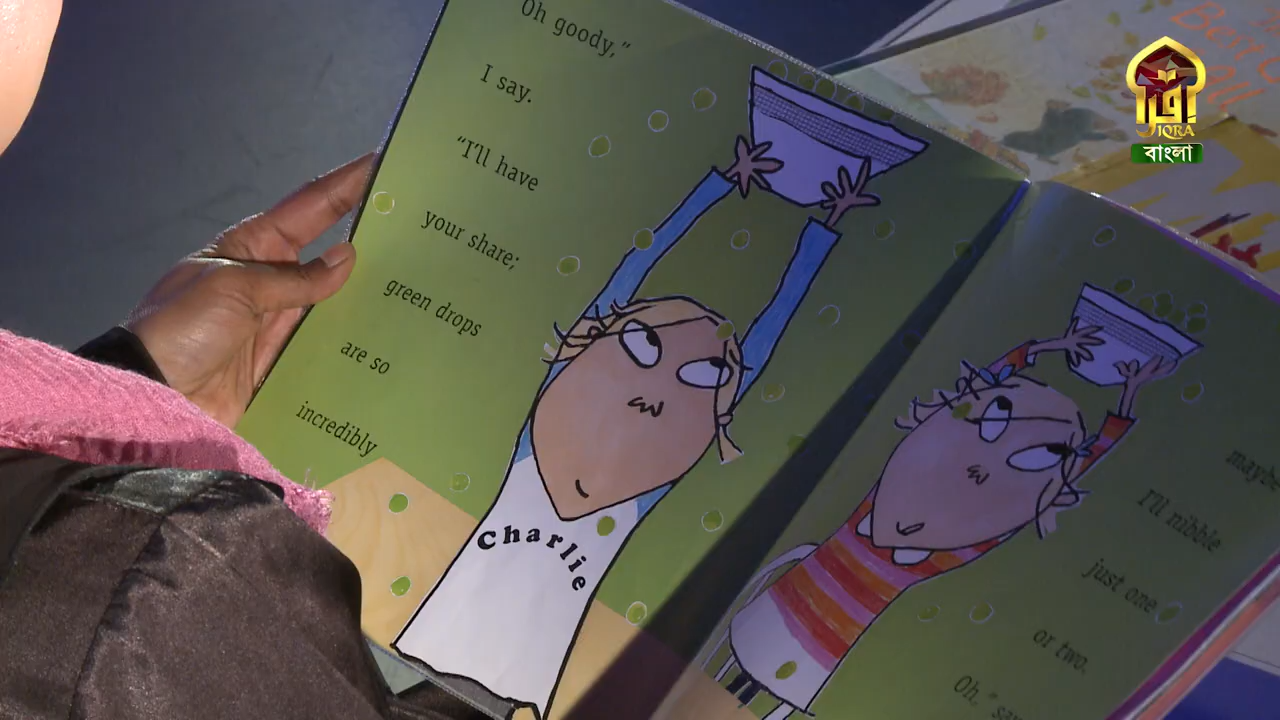 Oh goody,"
I say.
"I'll have
your share;
green drops
are so
incredibly
Charlie
maybe
I'll nibble
just one
or two.
Oh,"
IQRA
বাংলা